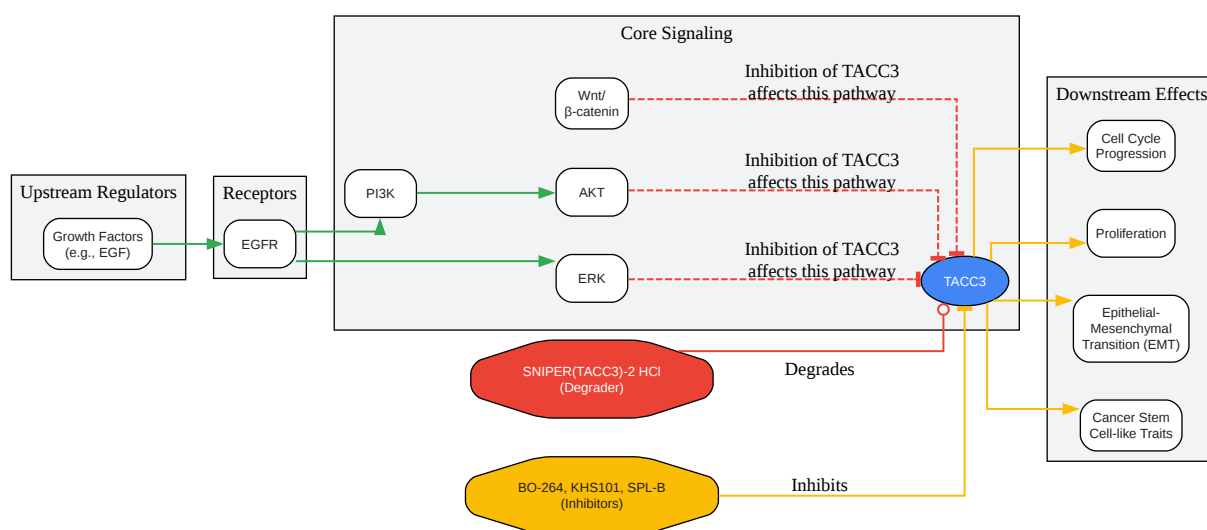 Core Signaling
Inhibition of TACC3
affects this pathway
Wnt/
β-catenin
Downstream Effects
Cell Cycle
Progression
Upstream Regulators
Receptors
PI3K
AKT
Inhibition of TACC3
affects this pathway
Growth Factors
(e.g., EGF)
EGFR
Proliferation
ERK
Inhibition of TACC3
affects this pathway
TACC3
Epithelial-
Mesenchymal
Transition (EMT)
SNIPER(TACC3)-2 HCl
(Degrader)
Degrades
Cancer Stem
Cell-like Traits
BO-264, KHS101, SPL-B
(Inhibitors)
Inhibits